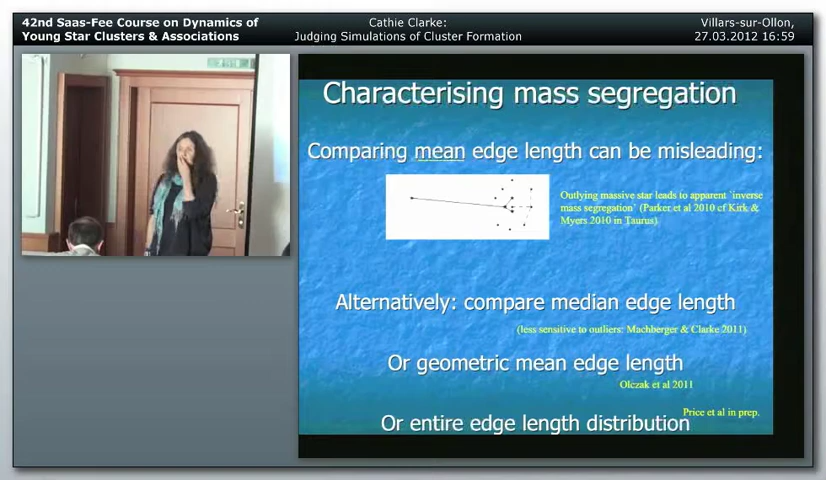 42nd Saas-Fee Course on Dynamics of
Young Star Clusters & Associations
Cathie Clarke:
Judging Simulations of Cluster Formation
Villars-sur-Ollon,
27.03.2012 16:59
Characterising mass segregation
Comparing mean edge length can be misleading:
Outlying massive star leads to apparent `inverse
mass segregation' (Parker et al 2010 cf Kirk &
Myers 2010 in Taurus)
Alternatively: compare median edge length
(less sensitive to outliers: Machberger & Clarke 2011)
Or geometric mean edge length
Olczak et al 2011
Price et al in prep.
Or entire edge length distribution